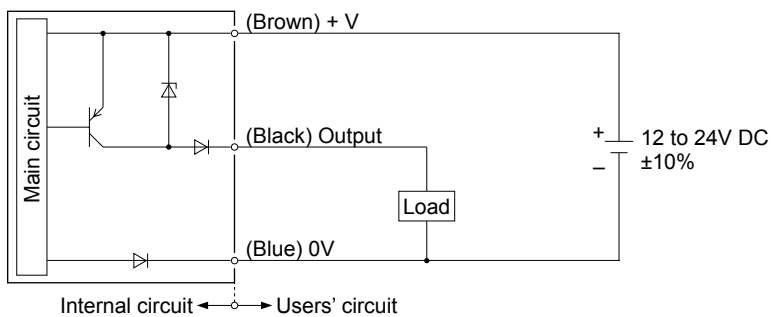 (Brown) + V
Main circuit
(Black) Output
+
12 to 24V DC
–
±10%
Load
(Blue) 0V
Internal circuit
Users' circuit